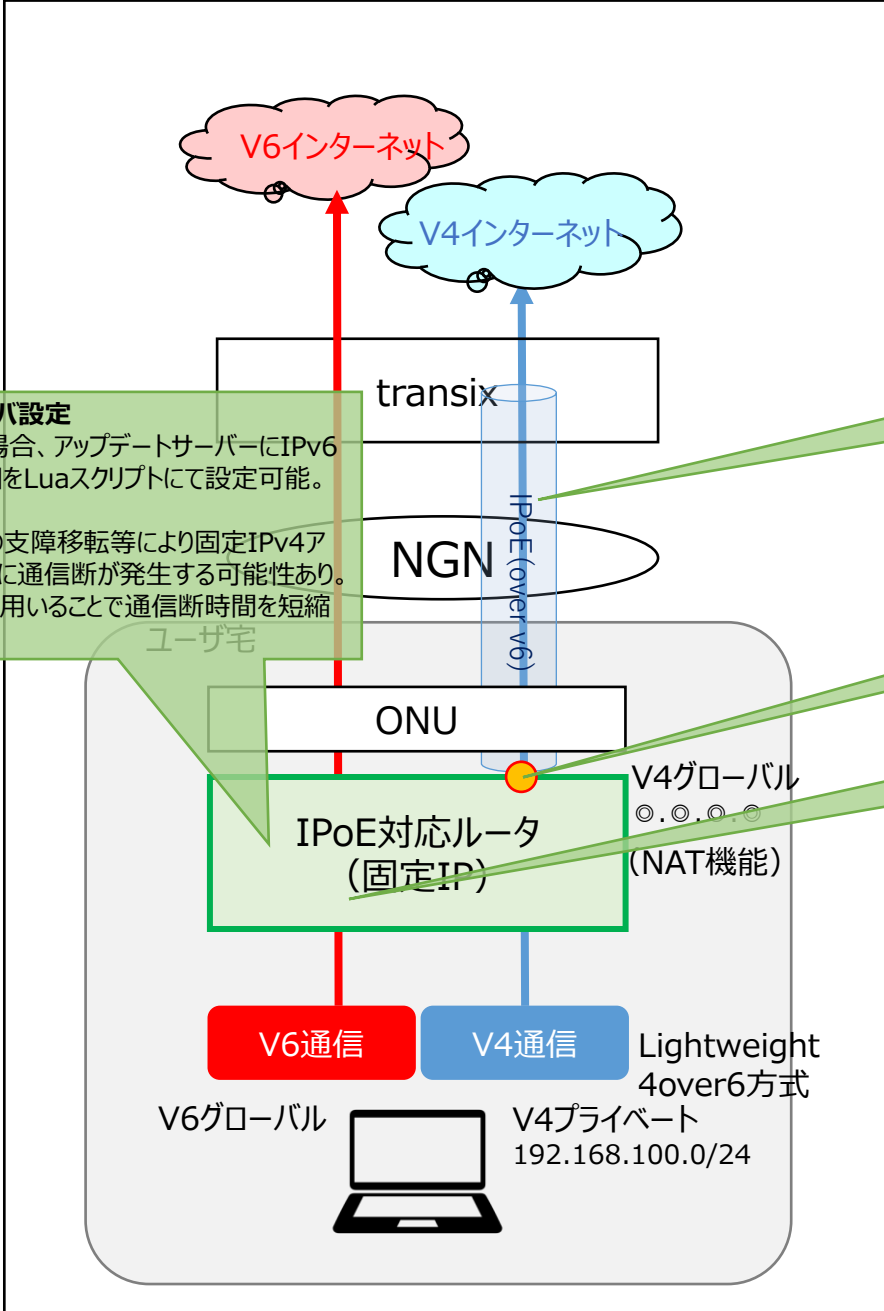 V6インターネット
V4インターネット
transix
バ設定
場合、アップデートサーバーにIPv6
をLuaスクリプトにて設定可能。
の支障移転等により固定IPv4ア
に通信断が発生する可能性あり。
用いることで通信断時間を短縮
NGN
IPoE(over v6)
ユーザ宅
ONU
V4グローバル
◎.◎.◎.◎
(NAT機能)
IPoE対応ルータ
(固定IP)
V6通信
V4通信
Lightweight
4over6方式
V6グローバル
V4プライベート
192.168.100.0/24